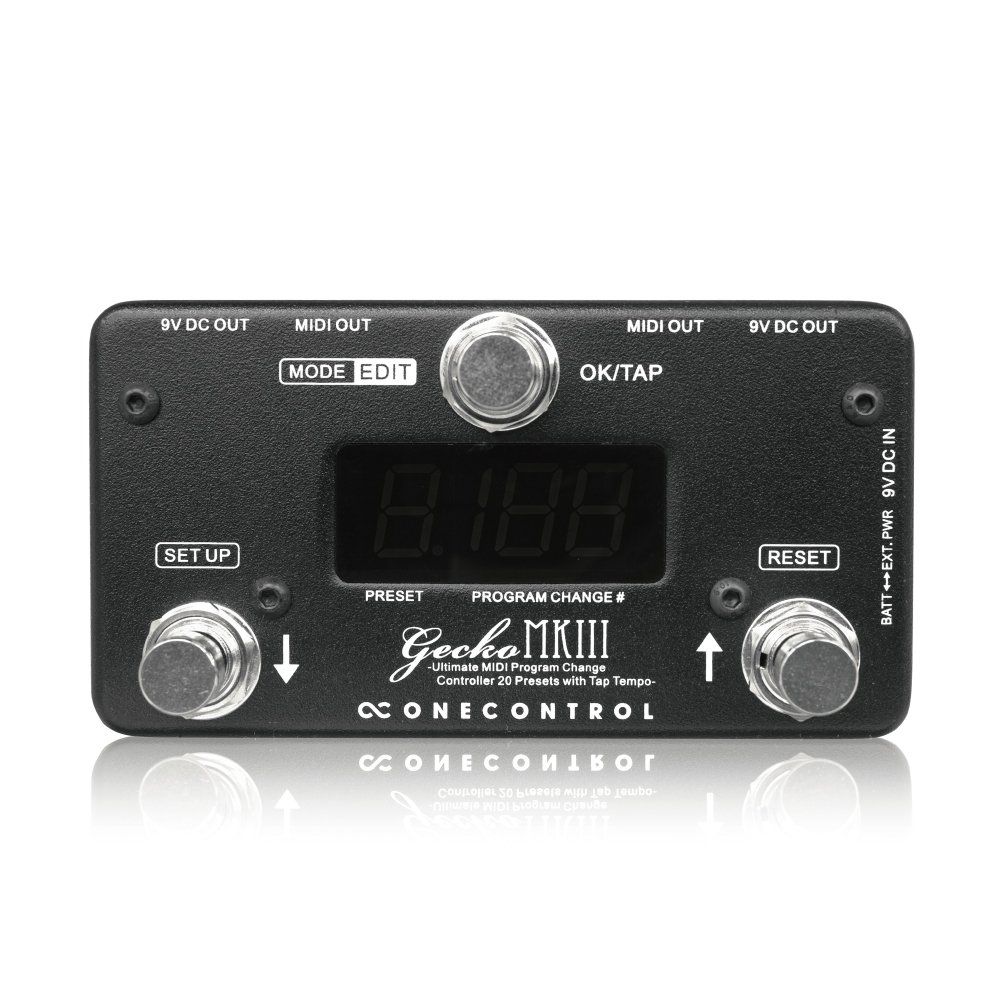 9V DC OUT MIDI OUT MIDI OUT 9V DC OUT
MODE EDIT OK/TAP
9V DC IN
BATT↔EXT. PWR
SET UP RESET
8.188
PRESET PROGRAM CHANGE #
↓ ↑
Gecko MKIII
-Ultimate MIDI Program Change
Controller 20 Presets with Tap Tempo-
ONECONTROL